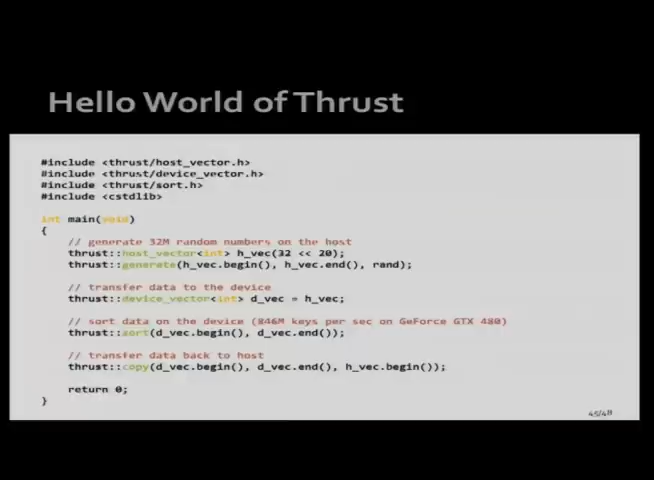 Hello World of Thrust
#include <thrust/host_vector.h>
#include <thrust/device_vector.h>
#include <thrust/sort.h>
#include <cstdlib>
int main(void)
{
// generate 32M random numbers on the host
thrust::host_vector<int> h_vec(32 << 20);
thrust::generate(h_vec.begin(), h_vec.end(), rand);
// transfer data to the device
thrust::device_vector<int> d_vec = h_vec;
// sort data on the device (846M keys per sec on GeForce GTX 480)
thrust::sort(d_vec.begin(), d_vec.end());
// transfer data back to host
thrust::copy(d_vec.begin(), d_vec.end(), h_vec.begin());
return 0;
}